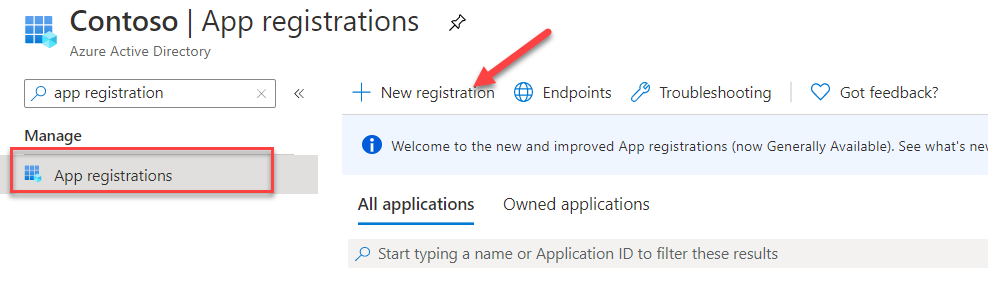 Contoso | App registrations
Azure Active Directory
app registration
New registration Endpoints Troubleshooting Got feedback?
Manage
Welcome to the new and improved App registrations (now Generally Available). See what's new
App registrations
All applications Owned applications
Start typing a name or Application ID to filter these results